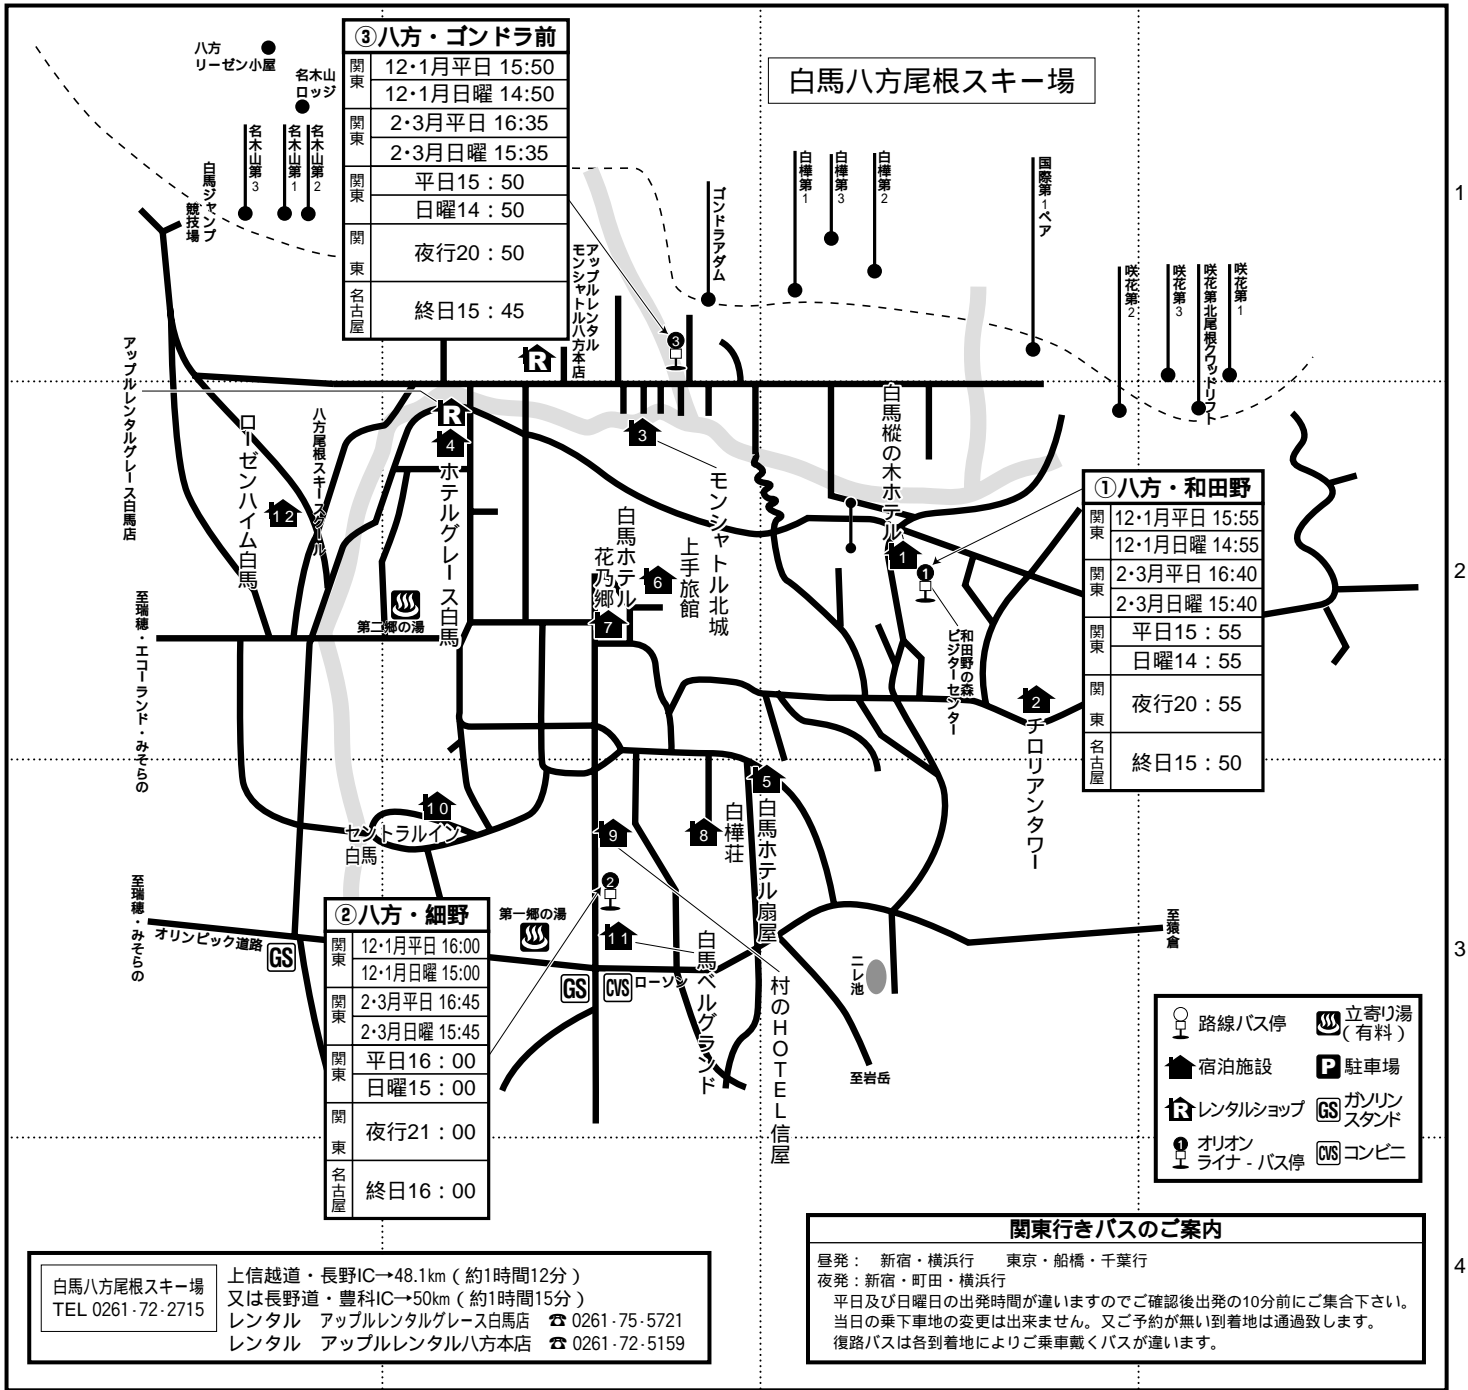 白馬八方尾根スキー場
八方
リーゼン小屋
名木山
ロッジ
名木山第3
名木山第1
名木山第2
白馬ジャンプ
競技場
③八方・ゴンドラ前
関東
12・1月平日 15:50
12・1月日曜 14:50
関東
2・3月平日 16:35
2・3月日曜 15:35
関東
平日15：50
日曜14：50
関東
夜行20：50
名古屋
終日15：45
アップルレンタル
モンシャトル八方本店
ゴンドラアダム
白樺第1
白樺第3
白樺第2
国際第1ペア
咲花第2
咲花第3
咲花第北尾根クワッドリフト
咲花第1
1
R
3
アップルレンタルグレース白馬店
ローゼンハイム白馬
12
八方尾根スキースクール
R
4
ホテルグレース白馬
3
モンシャトル北城
白馬樅の木ホテル
1
1
和田野の森
ビジターセンター
白馬ホテル
花乃郷
7
6
上手旅館
第二郷の湯
至瑞穂・エコーランド・みそらの
2
チロリアンタワー
①八方・和田野
関東
12・1月平日 15:55
12・1月日曜 14:55
関東
2・3月平日 16:40
2・3月日曜 15:40
関東
平日15：55
日曜14：55
関東
夜行20：55
名古屋
終日15：50
2
10
セントラルイン
白馬
5
白馬ホテル扇屋
8
白樺荘
9
村のHOTEL信屋
2
11
白馬ベルグランド
第一郷の湯
GS
CVS
ローソン
至瑞穂・みそらの
オリンピック道路
GS
ニレ池
至猿倉
至岩岳
3
②八方・細野
関東
12・1月平日 16:00
12・1月日曜 15:00
関東
2・3月平日 16:45
2・3月日曜 15:45
関東
平日16：00
日曜15：00
関東
夜行21：00
名古屋
終日16：00
路線バス停
立寄り湯
（有料）
宿泊施設
P
駐車場
R
レンタルショップ
GS
ガソリン
スタンド
1
オリオン
ライナ - バス停
CVS
コンビニ
4
白馬八方尾根スキー場
TEL 0261-72-2715
上信越道・長野IC→48.1km（約1時間12分）
又は長野道・豊科IC→50km（約1時間15分）
レンタル　アップルレンタルグレース白馬店　☎ 0261-75-5721
レンタル　アップルレンタル八方本店　☎ 0261-72-5159
関東行きバスのご案内
昼発：　新宿・横浜行　　東京・船橋・千葉行
夜発：新宿・町田・横浜行
平日及び日曜日の出発時間が違いますのでご確認後出発の10分前にご集合下さい。
当日の乗下車地の変更は出来ません。又ご予約が無い到着地は通過致します。
復路バスは各到着地によりご乗車戴くバスが違います。